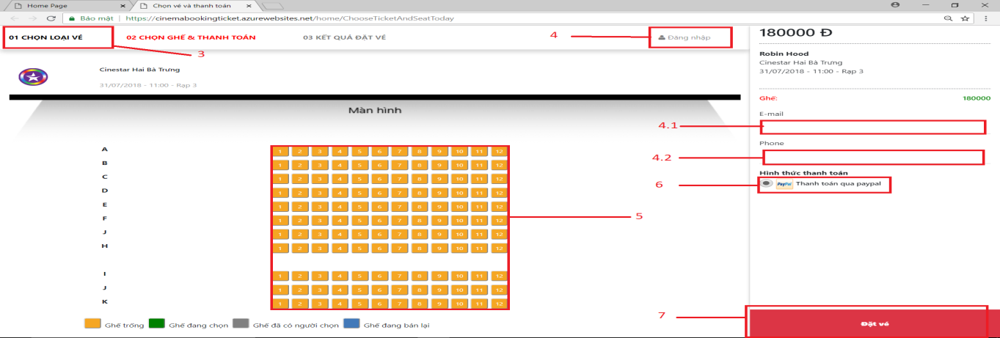 Home Page
Chọn vé và thanh toán
Bảo mật | https://cinemabookingticket.azurewebsites.net/home/ChooseTicketAndSeatToday
01 CHỌN LOẠI VÉ 02 CHỌN GHẾ & THANH TOÁN 03 KẾT QUẢ ĐẶT VÉ 4 Đăng nhập
3
Cinestar Hai Bà Trưng
31/07/2018 - 11:00 - Rạp 3
Màn hình
A 1 2 3 4 5 6 7 8 9 10 11 12
B 1 2 3 4 5 6 7 8 9 10 11 12
C 1 2 3 4 5 6 7 8 9 10 11 12
D 1 2 3 4 5 6 7 8 9 10 11 12
E 1 2 3 4 5 6 7 8 9 10 11 12
F 1 2 3 4 5 6 7 8 9 10 11 12
J 1 2 3 4 5 6 7 8 9 10 11 12
H 1 2 3 4 5 6 7 8 9 10 11 12
I 1 2 3 4 5 6 7 8 9 10 11 12
J 1 2 3 4 5 6 7 8 9 10 11 12
K 1 2 3 4 5 6 7 8 9 10 11 12
5
Ghế trống Ghế đang chọn Ghế đã có người chọn Ghế đang bán lại
180000 Đ
Robin Hood
Cinestar Hai Bà Trưng
31/07/2018 - 11:00 - Rạp 3
Ghế: 180000
E-mail
4.1
Phone
4.2
Hình thức thanh toán
6 PayPal Thanh toán qua paypal
7 Đặt vé